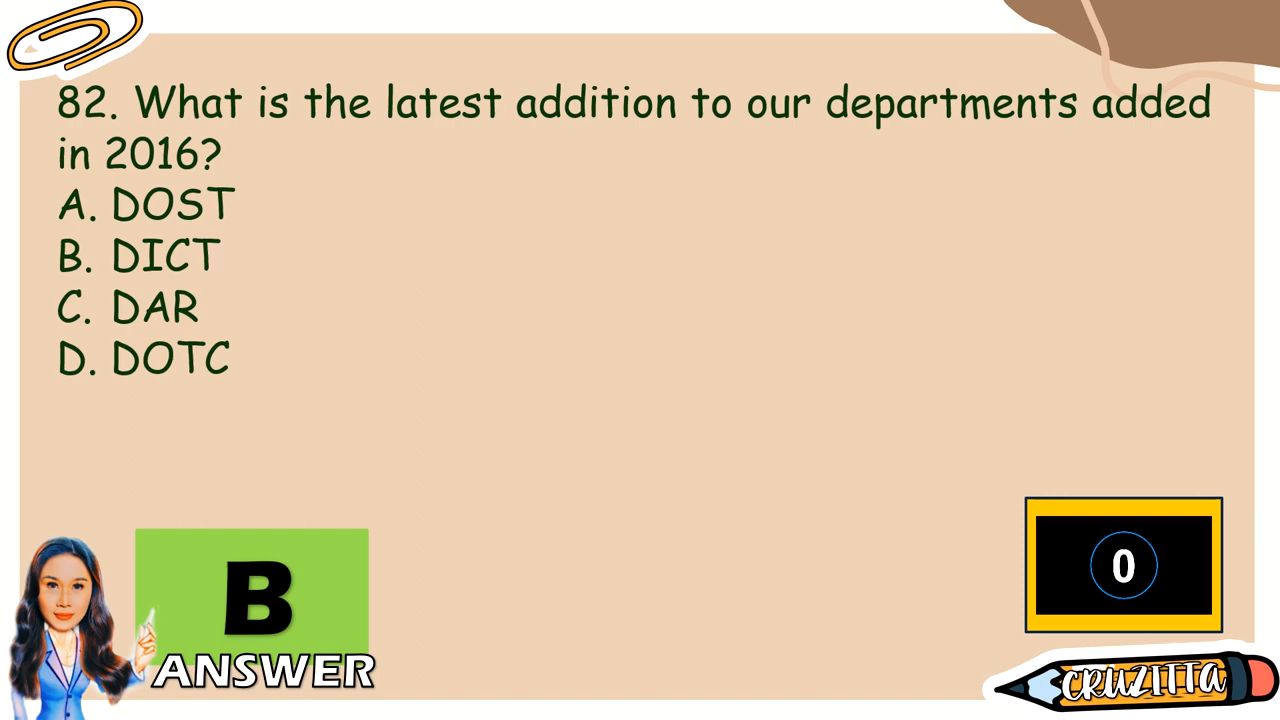 82. What is the latest addition to our departments added
in 2016?
A. DOST
B. DICT
C. DAR
D. DOTC
B
ANSWER
0
CRUZITTA